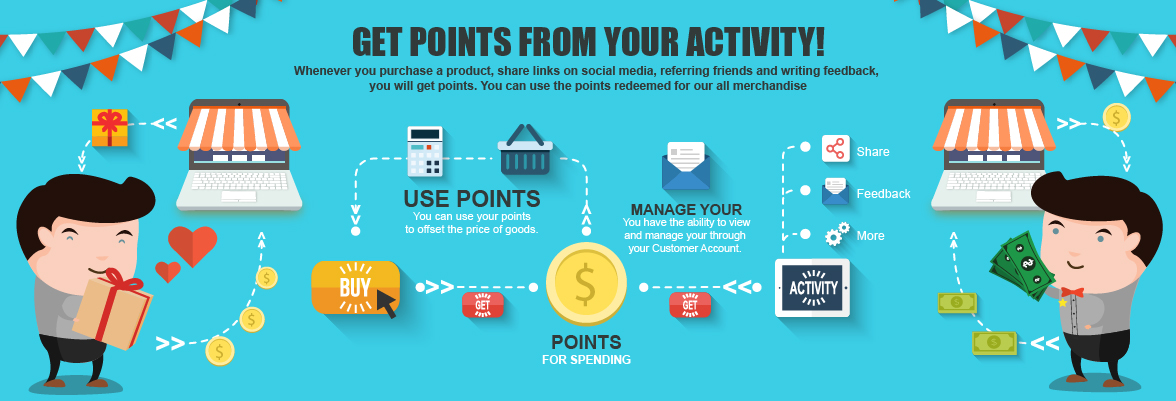 GET POINTS FROM YOUR ACTIVITY!
Whenever you purchase a product, share links on social media, referring friends and writing feedback,
you will get points. You can use the points redeemed for our all merchandise
USE POINTS
You can use your points
to offset the price of goods.
MANAGE YOUR
You have the ability to view
and manage your through
your Customer Account.
Share
Feedback
More
BUY
GET
$
GET
ACTIVITY
POINTS
FOR SPENDING
$
$
$
$
$
$
$
$
$